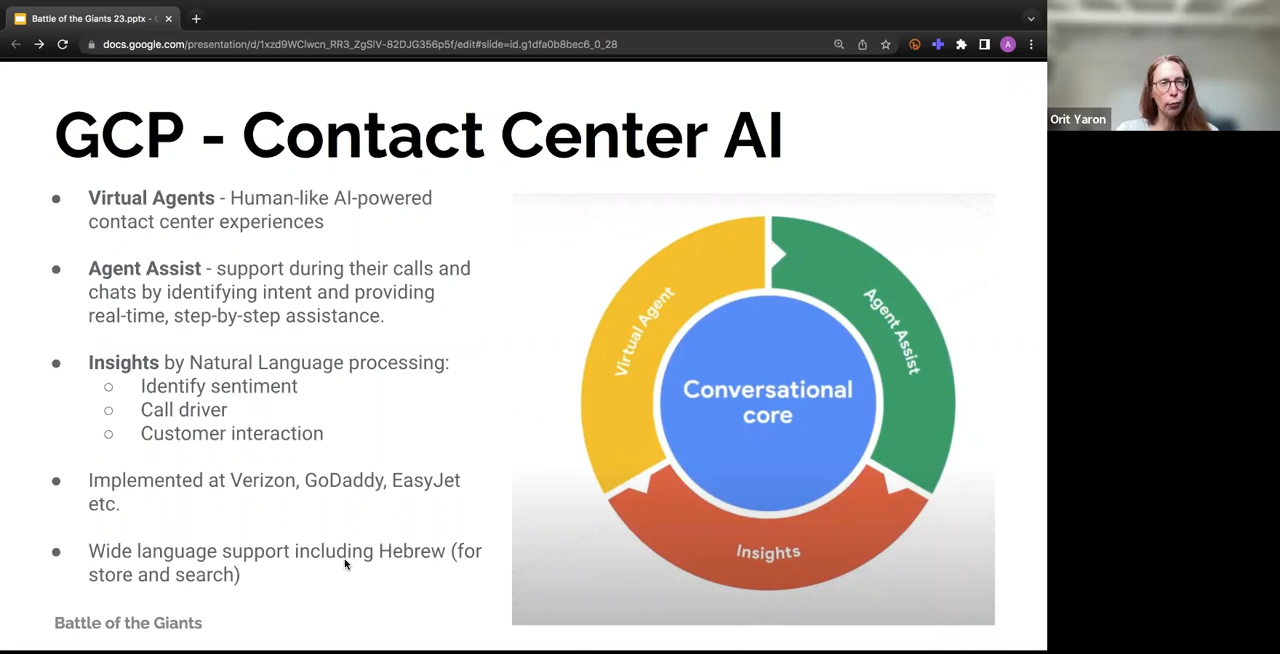 Battle of the Giants 23.pptx -
docs.google.com/presentation/d/1xzd9WClwcn_RR3_ZgSlV-82DJG356p5f/edit#slide=id.g1dfa0b8bec6_0_28
A
Orit Yaron
GCP - Contact Center AI
● Virtual Agents - Human-like AI-powered
contact center experiences
● Agent Assist - support during their calls and
chats by identifying intent and providing
real-time, step-by-step assistance.
● Insights by Natural Language processing:
○ Identify sentiment
○ Call driver
○ Customer interaction
● Implemented at Verizon, GoDaddy, EasyJet
etc.
● Wide language support including Hebrew (for
store and search)
Battle of the Giants
Virtual Agent
Agent Assist
Conversational
core
Insights